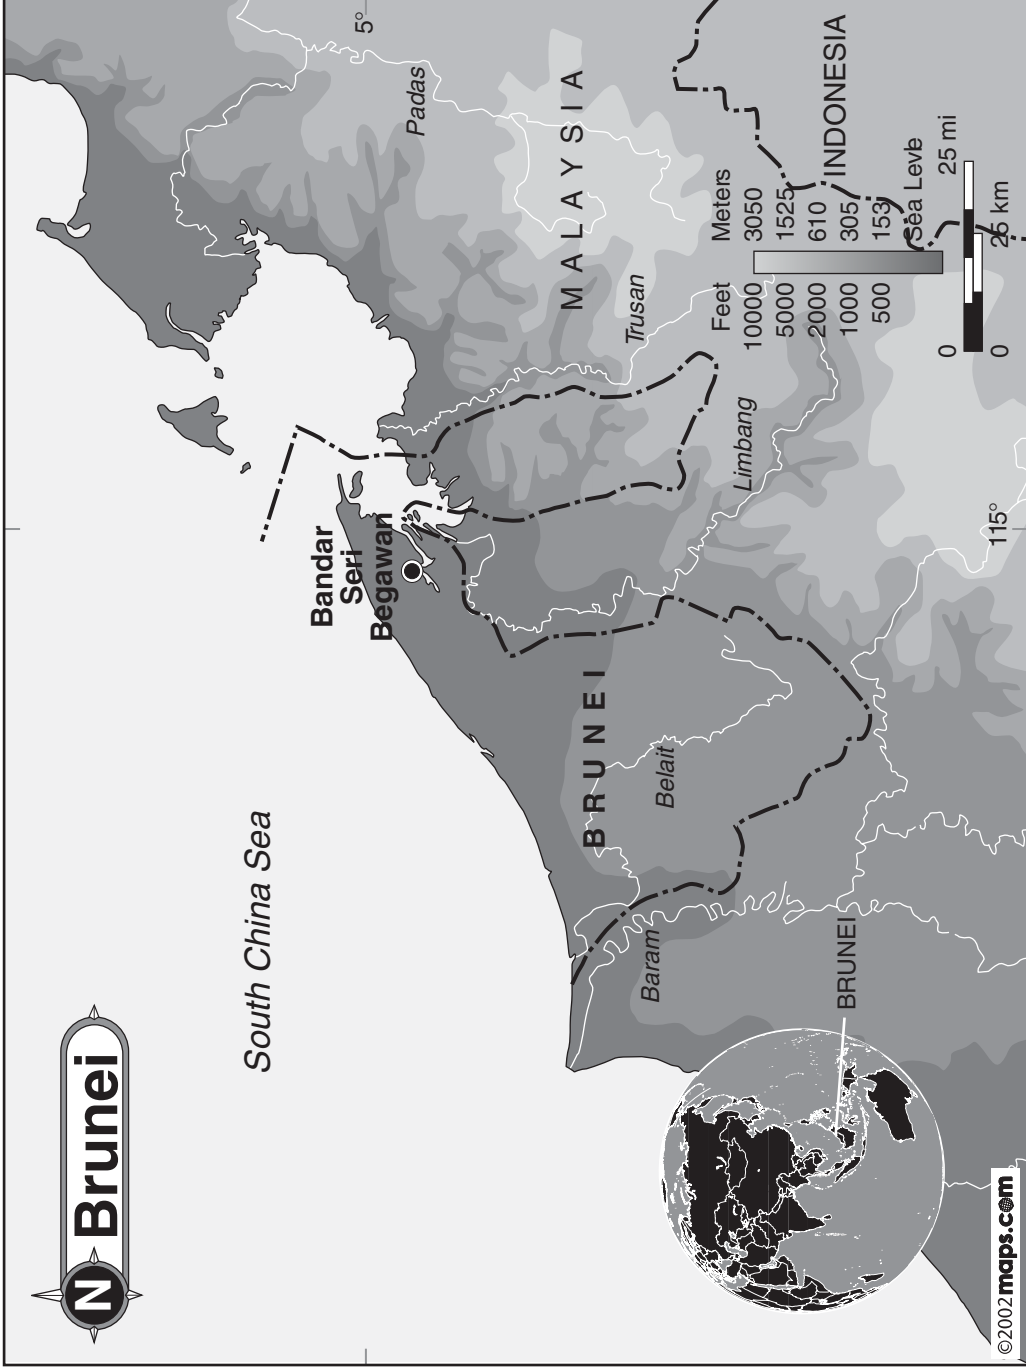 N Brunei
South China Sea
Bandar
Seri
Begawan
BRUNEI
Belait
Baram
Limbang
Trusan
Padas
MALAYSIA
INDONESIA
5°
115°
Feet Meters
10000 3050
5000 1525
2000 610
1000 305
500 153
Sea Levle
0 25 mi
0 25 km
BRUNEI
©2002maps.com